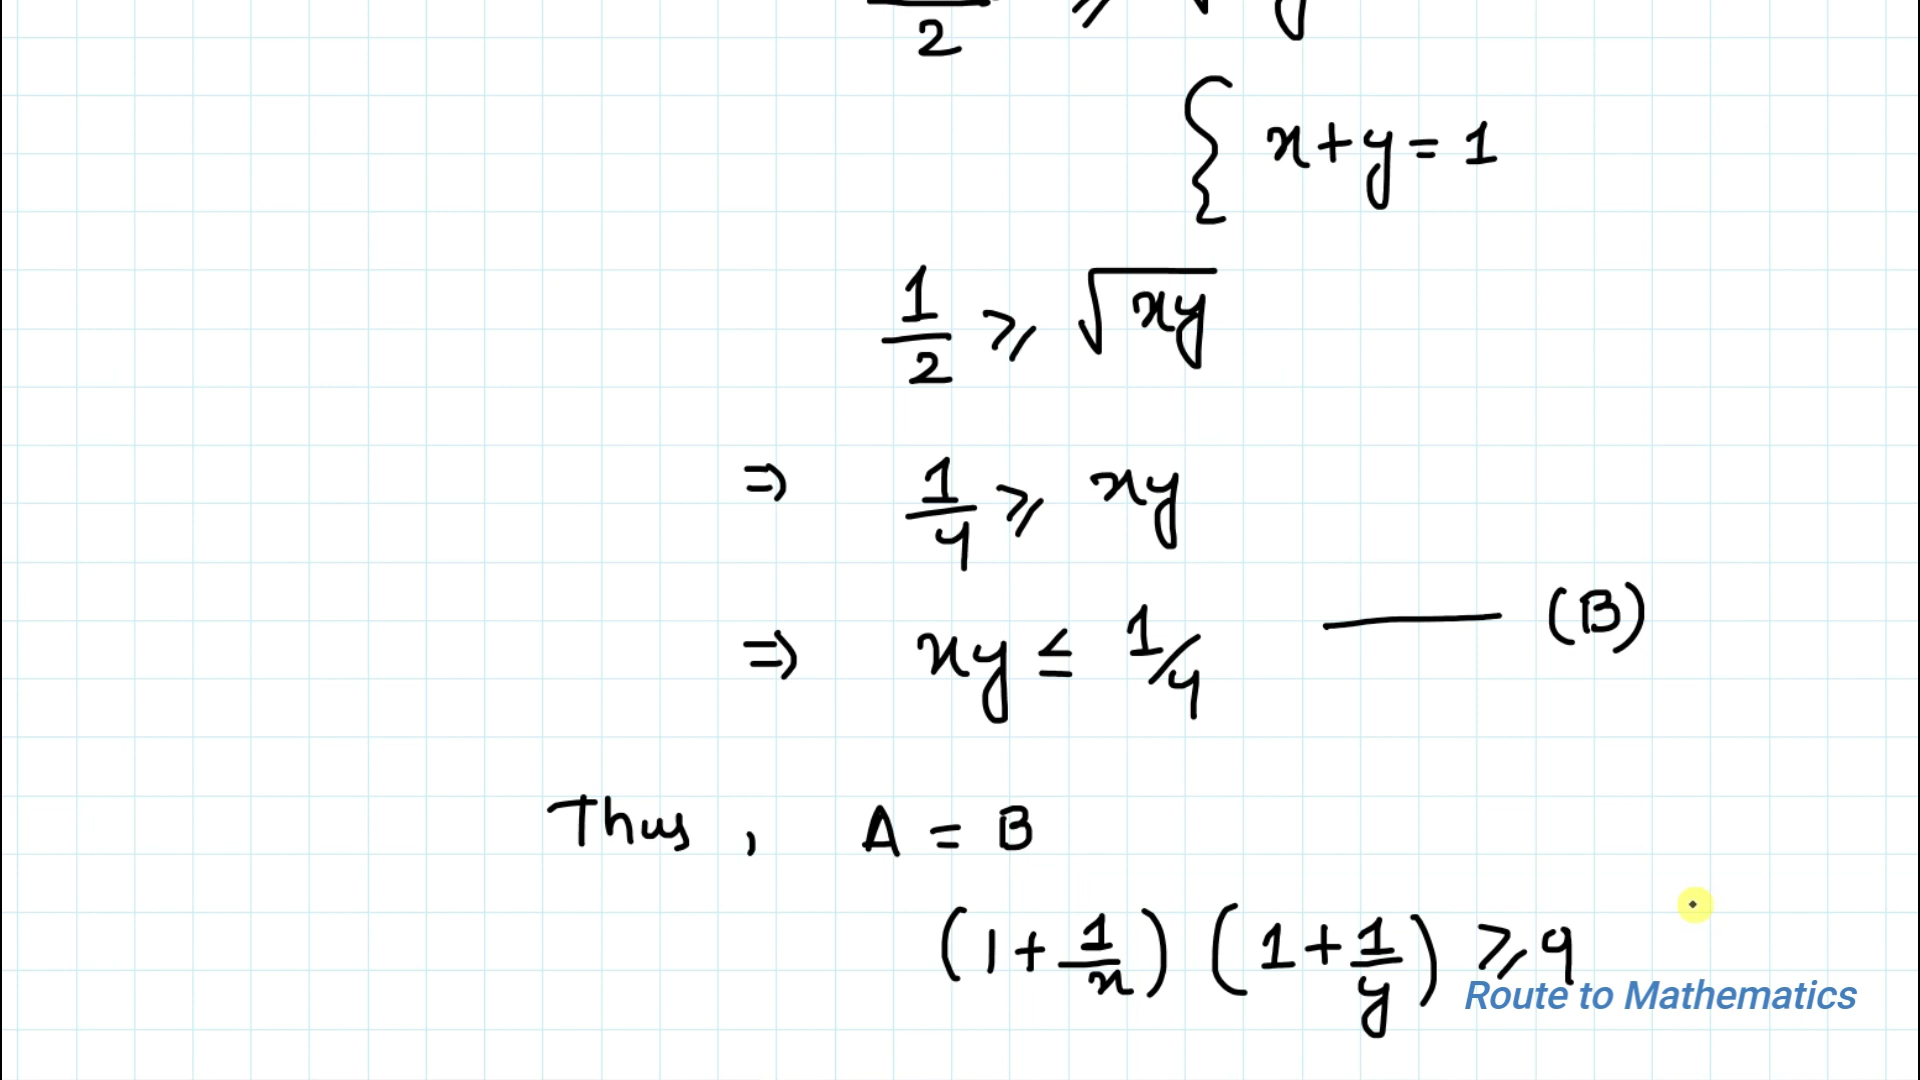 2 ⩾ √y
{ x+y = 1
1/2 ⩾ √xy
⇒ 1/4 ⩾ xy
⇒ xy ≤ 1/4 —— (B)
Thus, A = B
(1 + 1/x) (1 + 1/y) ⩾ 9
Route to Mathematics